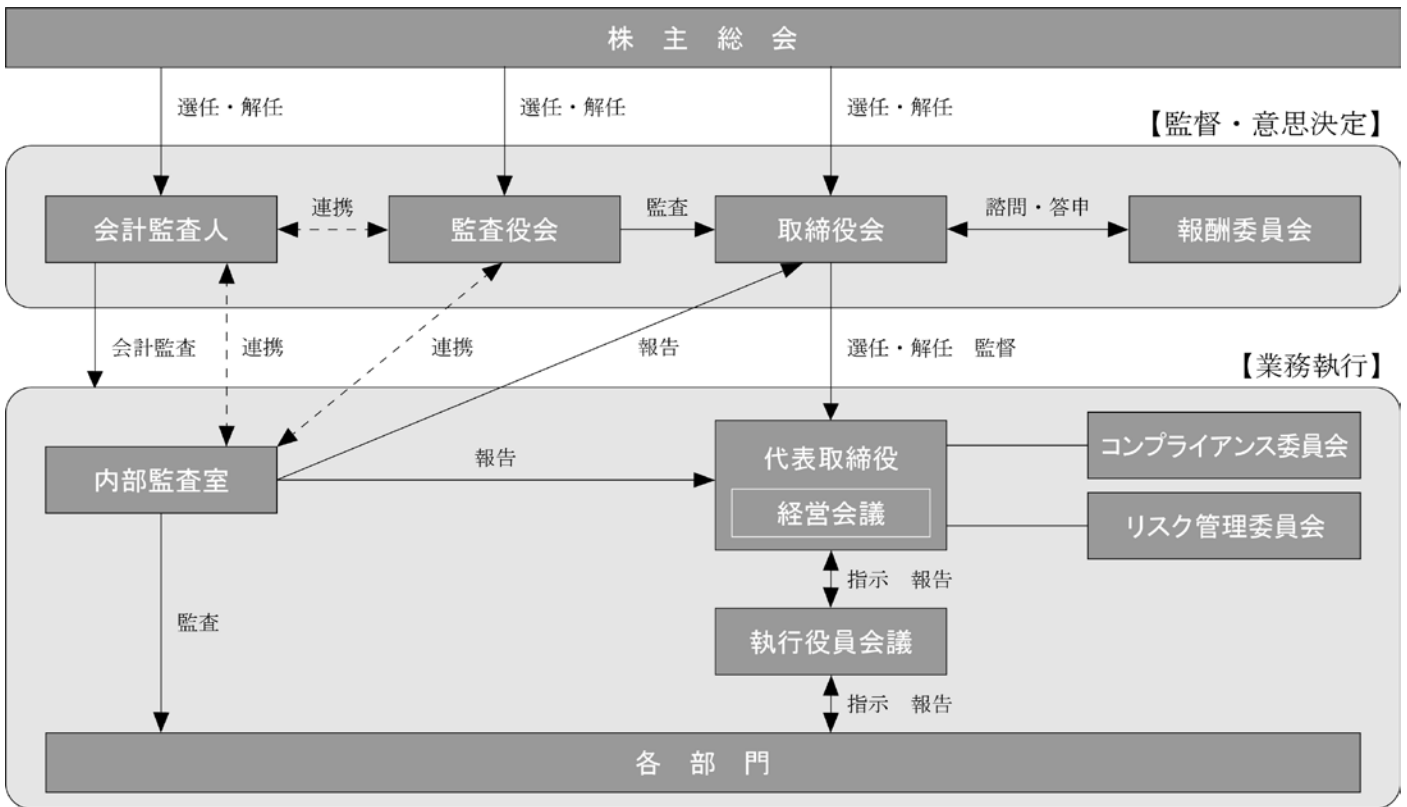 株 主 総 会
選任・解任
選任・解任
選任・解任
【監督・意思決定】
会計監査人
連携
監査役会
監査
取締役会
諮問・答申
報酬委員会
会計監査
連携
連携
報告
選任・解任 監督
【業務執行】
内部監査室
報告
代表取締役
経営会議
コンプライアンス委員会
リスク管理委員会
指示 報告
監査
執行役員会議
指示 報告
各 部 門